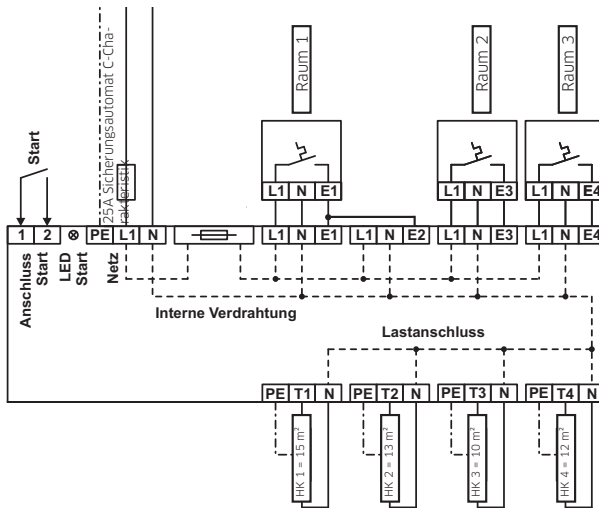 Raum 1
Raum 2
Raum 3
25A Sicherungsautomat C-Cha-
rakteristik
Start
L1 N E1
L1 N E3
L1 N E4
1 2 PE L1 N L1 N E1 L1 N E2 L1 N E3 L1 N E4
Anschluss
Start
LED
Start
Netz
Interne Verdrahtung
Lastanschluss
PE T1 N PE T2 N PE T3 N PE T4 N
HK 1 = 15 m²
HK 2 = 13 m²
HK 3 = 10 m²
HK 4 = 12 m²